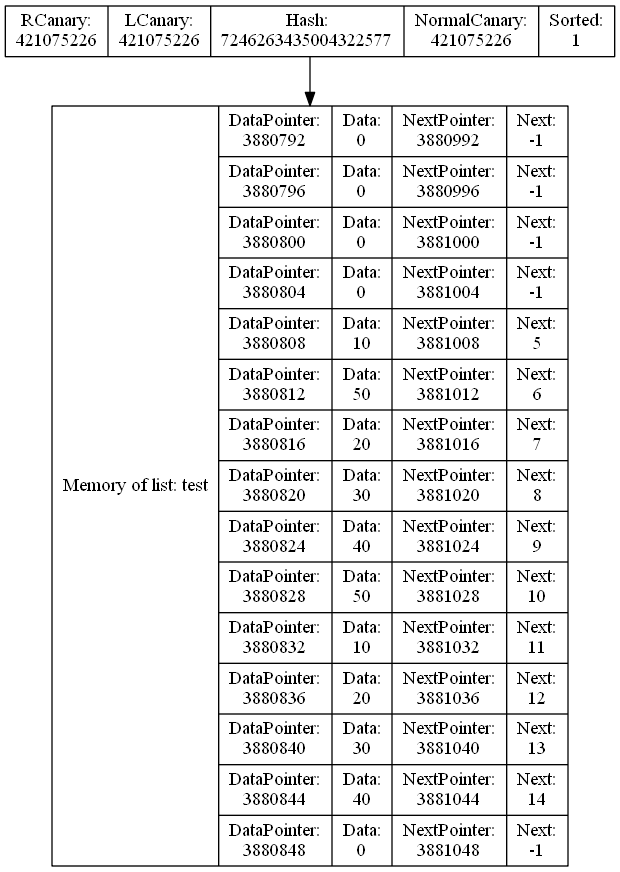 RCanary:
421075226
LCanary:
421075226
Hash:
7246263435004322577
NormalCanary:
421075226
Sorted:
1
Memory of list: test
DataPointer:
3880792
Data:
0
NextPointer:
3880992
Next:
-1
DataPointer:
3880796
Data:
0
NextPointer:
3880996
Next:
-1
DataPointer:
3880800
Data:
0
NextPointer:
3881000
Next:
-1
DataPointer:
3880804
Data:
0
NextPointer:
3881004
Next:
-1
DataPointer:
3880808
Data:
10
NextPointer:
3881008
Next:
5
DataPointer:
3880812
Data:
50
NextPointer:
3881012
Next:
6
DataPointer:
3880816
Data:
20
NextPointer:
3881016
Next:
7
DataPointer:
3880820
Data:
30
NextPointer:
3881020
Next:
8
DataPointer:
3880824
Data:
40
NextPointer:
3881024
Next:
9
DataPointer:
3880828
Data:
50
NextPointer:
3881028
Next:
10
DataPointer:
3880832
Data:
10
NextPointer:
3881032
Next:
11
DataPointer:
3880836
Data:
20
NextPointer:
3881036
Next:
12
DataPointer:
3880840
Data:
30
NextPointer:
3881040
Next:
13
DataPointer:
3880844
Data:
40
NextPointer:
3881044
Next:
14
DataPointer:
3880848
Data:
0
NextPointer:
3881048
Next:
-1